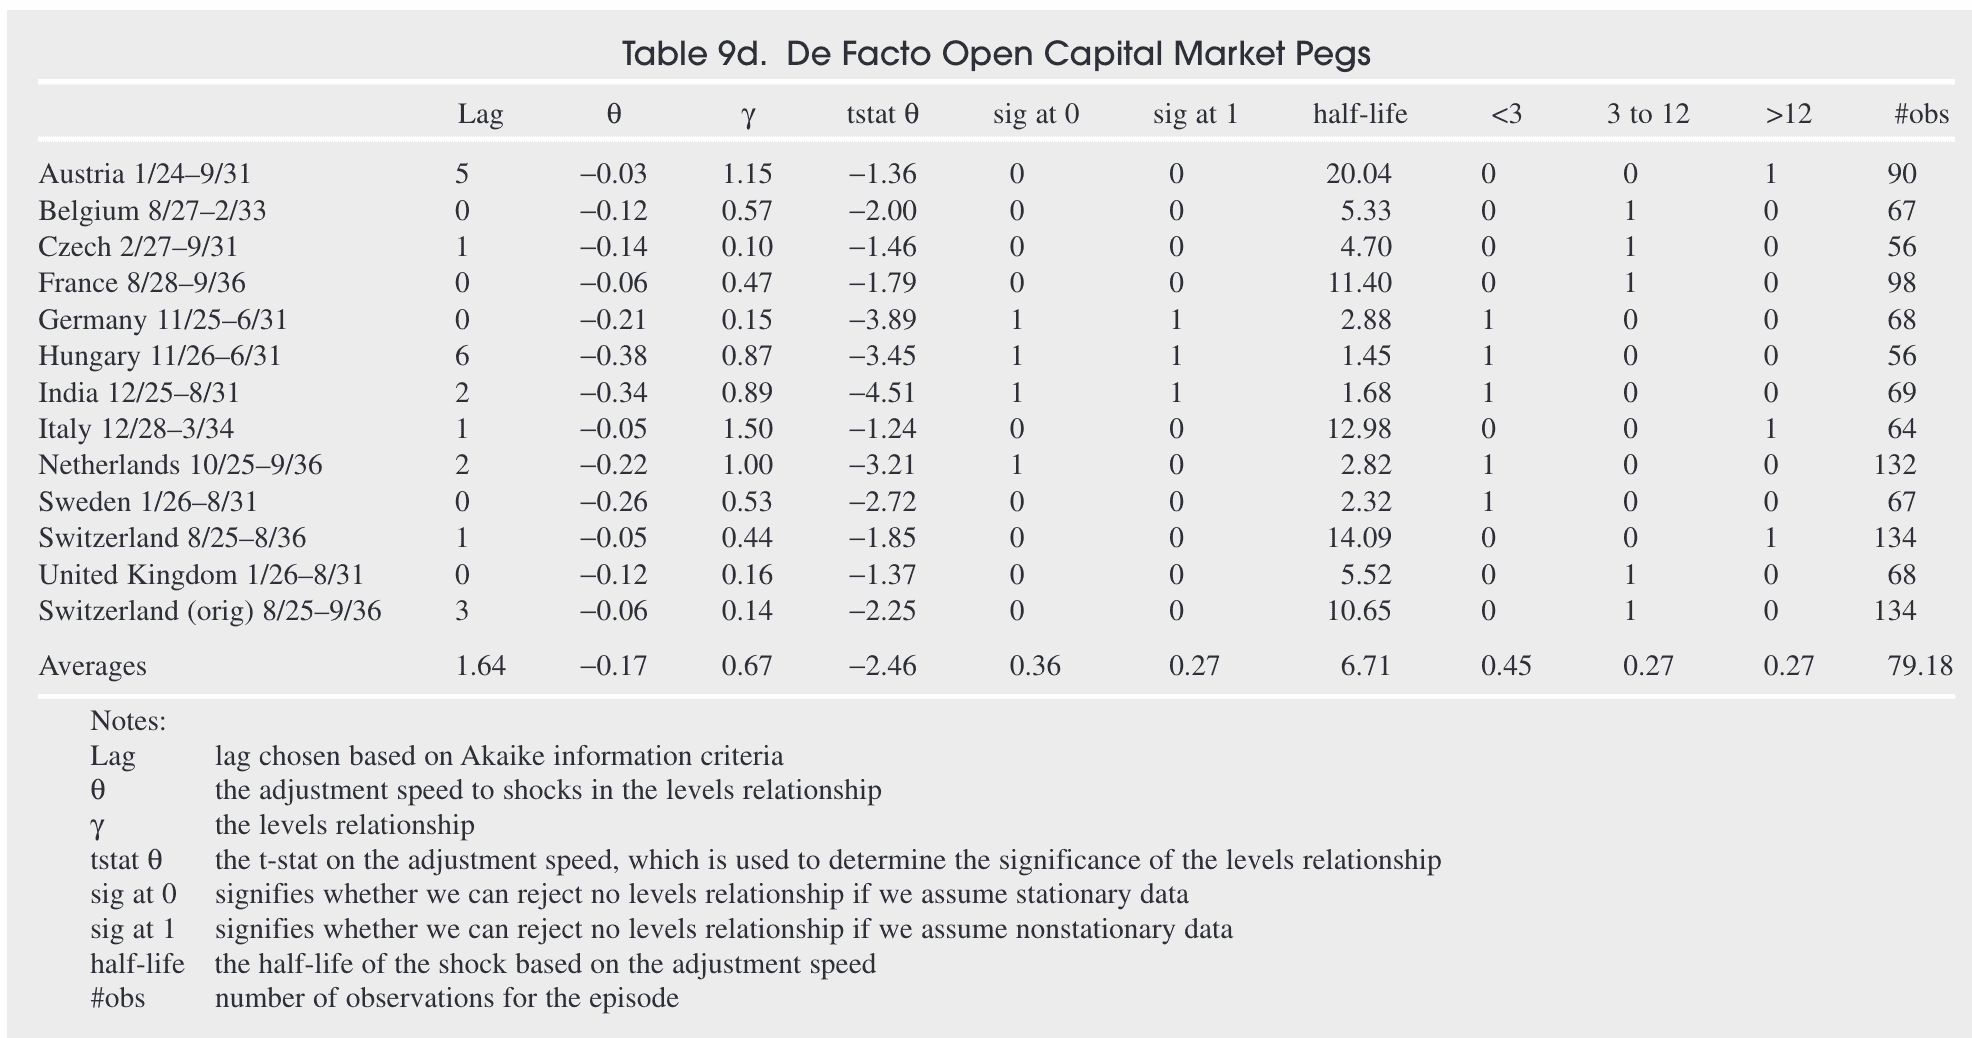 Table 9d. De Facto Open Capital Market Pegs
Lag θ γ tstat θ sig at 0 sig at 1 half-life <3 3 to 12 >12 #obs
Austria 1/24–9/31 5 –0.03 1.15 –1.36 0 0 20.04 0 0 1 90
Belgium 8/27–2/33 0 –0.12 0.57 –2.00 0 0 5.33 0 1 0 67
Czech 2/27–9/31 1 –0.14 0.10 –1.46 0 0 4.70 0 1 0 56
France 8/28–9/36 0 –0.06 0.47 –1.79 0 0 11.40 0 1 0 98
Germany 11/25–6/31 0 –0.21 0.15 –3.89 1 1 2.88 1 0 0 68
Hungary 11/26–6/31 6 –0.38 0.87 –3.45 1 1 1.45 1 0 0 56
India 12/25–8/31 2 –0.34 0.89 –4.51 1 1 1.68 1 0 0 69
Italy 12/28–3/34 1 –0.05 1.50 –1.24 0 0 12.98 0 0 1 64
Netherlands 10/25–9/36 2 –0.22 1.00 –3.21 1 0 2.82 1 0 0 132
Sweden 1/26–8/31 0 –0.26 0.53 –2.72 0 0 2.32 1 0 0 67
Switzerland 8/25–8/36 1 –0.05 0.44 –1.85 0 0 14.09 0 0 1 134
United Kingdom 1/26–8/31 0 –0.12 0.16 –1.37 0 0 5.52 0 1 0 68
Switzerland (orig) 8/25–9/36 3 –0.06 0.14 –2.25 0 0 10.65 0 1 0 134
Averages 1.64 –0.17 0.67 –2.46 0.36 0.27 6.71 0.45 0.27 0.27 79.18
Notes:
Lag lag chosen based on Akaike information criteria
θ the adjustment speed to shocks in the levels relationship
γ the levels relationship
tstat θ the t-stat on the adjustment speed, which is used to determine the significance of the levels relationship
sig at 0 signifies whether we can reject no levels relationship if we assume stationary data
sig at 1 signifies whether we can reject no levels relationship if we assume nonstationary data
half-life the half-life of the shock based on the adjustment speed
#obs number of observations for the episode